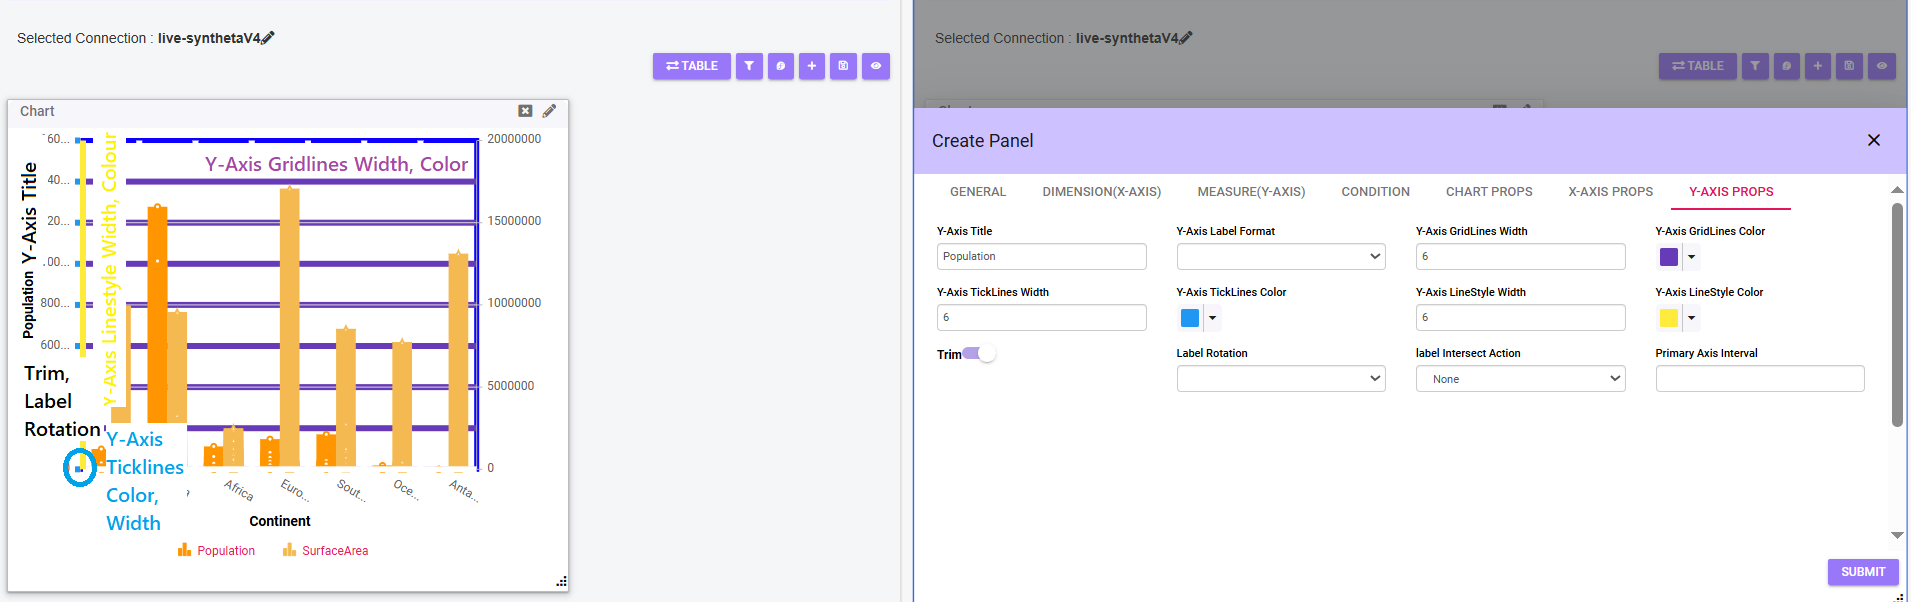 Selected Connection : live-synthetaV4
TABLE
Chart
60...
40...
20...
.00...
800...
600...
20000000
15000000
10000000
5000000
0
Y-Axis Gridlines Width, Color
Population Y-Axis Title
Y-Axis Linestyle Width, Colour
Trim,
Label
Rotation
Y-Axis
Ticklines
Color,
Width
Africa
Euro...
Sout...
Oce...
Anta...
Continent
Population
SurfaceArea
Selected Connection : live-synthetaV4
TABLE
Create Panel
GENERAL
DIMENSION(X-AXIS)
MEASURE(Y-AXIS)
CONDITION
CHART PROPS
X-AXIS PROPS
Y-AXIS PROPS
Y-Axis Title
Y-Axis Label Format
Y-Axis GridLines Width
Y-Axis GridLines Color
Population
6
Y-Axis TickLines Width
Y-Axis TickLines Color
Y-Axis LineStyle Width
Y-Axis LineStyle Color
6
6
Trim
Label Rotation
label Intersect Action
Primary Axis Interval
None
SUBMIT